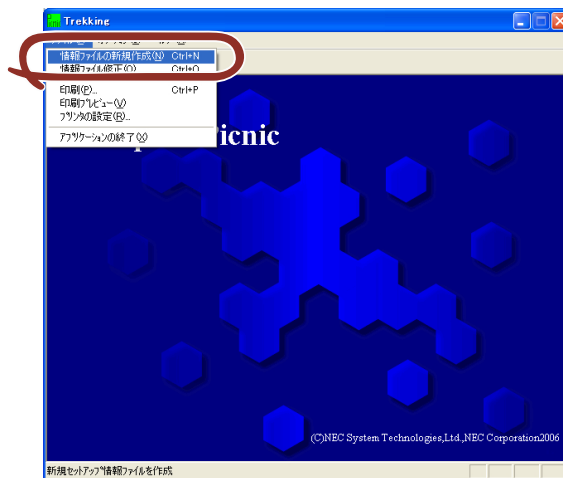 Trekking
情報ファイルの新規作成(N) Ctrl+N
情報ファイル修正(O) Ctrl+O
印刷(P)... Ctrl+P
印刷プレビュー(V)
プリンタの設定(R)...
アプリケーションの終了(X)
icnic
(C)NEC System Technologies,Ltd.,NEC Corporation2006
新規セットアップ情報ファイルを作成